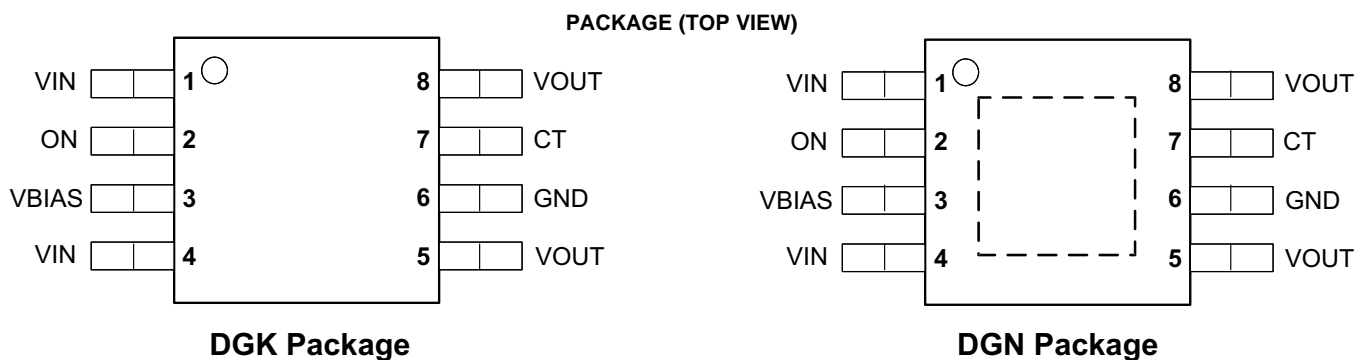 PACKAGE (TOP VIEW)
VIN 1 8 VOUT
ON 2 7 CT
VBIAS 3 6 GND
VIN 4 5 VOUT
DGK Package
VIN 1 8 VOUT
ON 2 7 CT
VBIAS 3 6 GND
VIN 4 5 VOUT
DGN Package